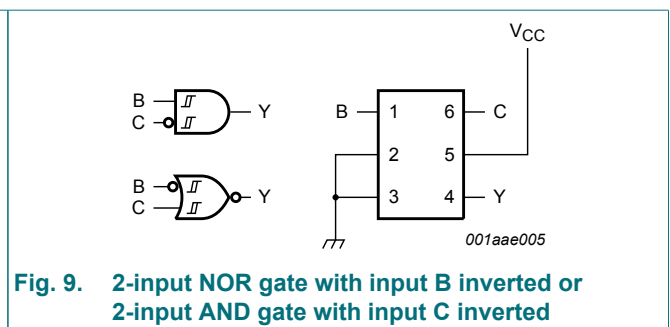 V_CC
B Y
C
B 1 6 C
2 5
B Y
C
3 4 Y
001aae005
Fig. 9. 2-input NOR gate with input B inverted or
2-input AND gate with input C inverted